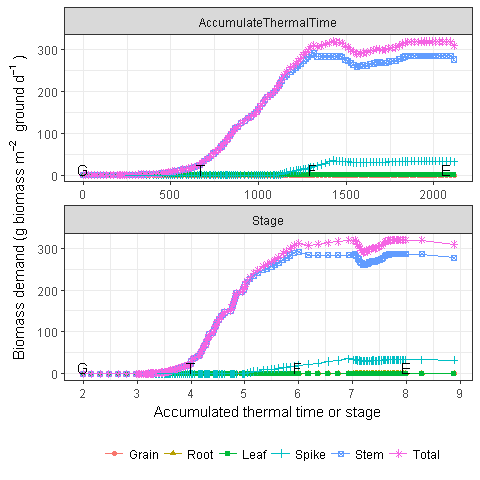 AccumulateThermalTime
300
200
100
0
G T F E
0 500 1000 1500 2000
Stage
300
200
100
0
G T F E
2 3 4 5 6 7 8 9
Accumulated thermal time or stage
Biomass demand (g biomass m⁻² ground d⁻¹ )
Grain Root Leaf Spike Stem Total